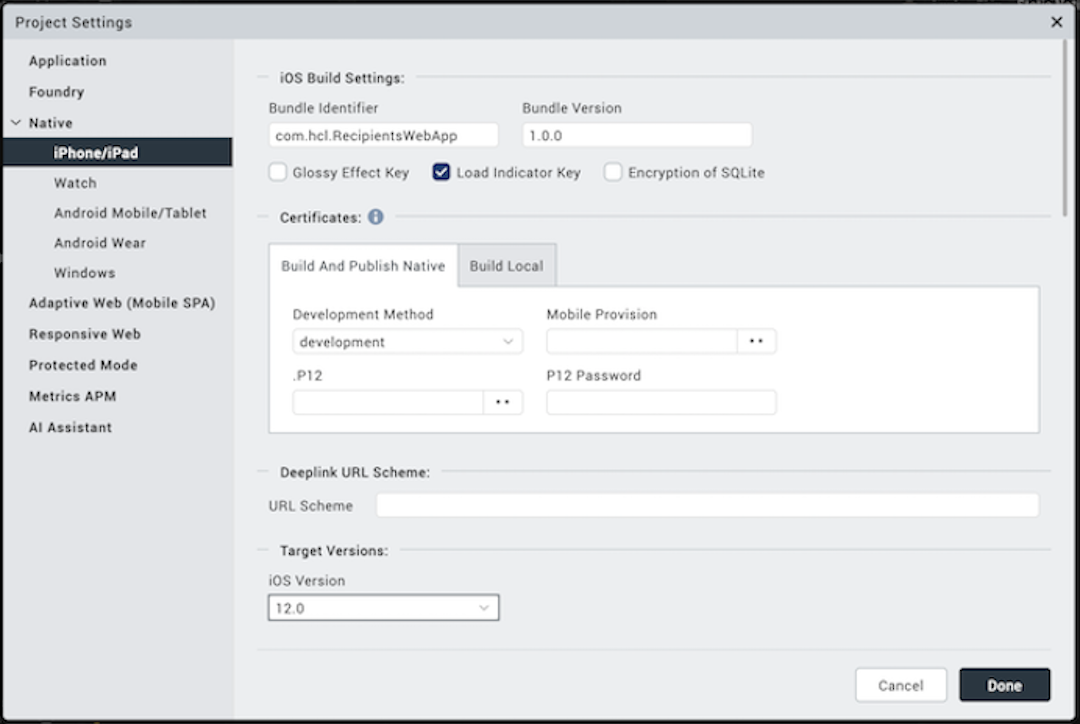 Project Settings
Application
Foundry
Native
iPhone/iPad
Watch
Android Mobile/Tablet
Android Wear
Windows
Adaptive Web (Mobile SPA)
Responsive Web
Protected Mode
Metrics APM
AI Assistant
iOS Build Settings:
Bundle Identifier Bundle Version
com.hcl.RecipientsWebApp 1.0.0
Glossy Effect Key Load Indicator Key Encryption of SQLite
Certificates:
Build And Publish Native Build Local
Development Method Mobile Provision
development
.P12 P12 Password
Deeplink URL Scheme:
URL Scheme
Target Versions:
iOS Version
12.0
Cancel Done